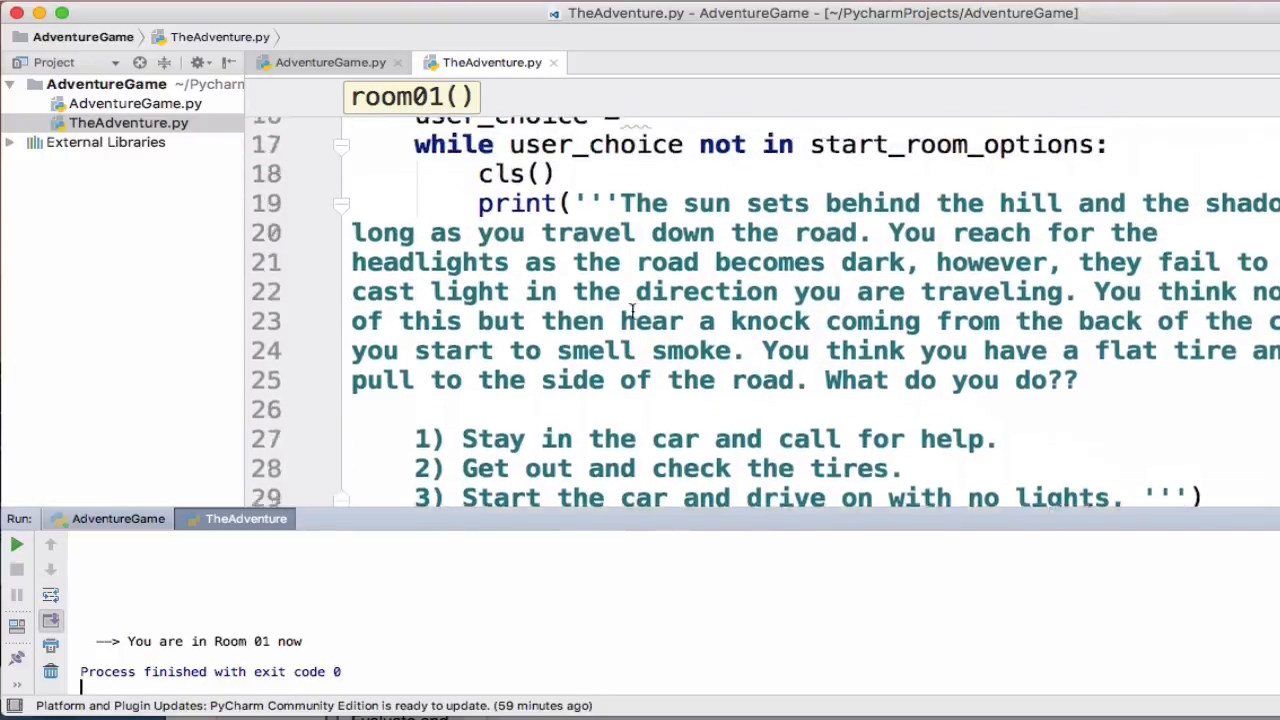 TheAdventure.py - AdventureGame - [~/PycharmProjects/AdventureGame]
AdventureGame TheAdventure.py
Project AdventureGame.py TheAdventure.py
AdventureGame ~/Pycharm
AdventureGame.py
TheAdventure.py
External Libraries
room01()
16 user_choice =
17 while user_choice not in start_room_options:
18 cls()
19 print('''The sun sets behind the hill and the
20 long as you travel down the road. You reach for the
21 headlights as the road becomes dark, however, they fail to
22 cast light in the direction you are traveling. You think
23 of this but then hear a knock coming from the back of the
24 you start to smell smoke. You think you have a flat tire
25 pull to the side of the road. What do you do??
26
27 1) Stay in the car and call for help.
28 2) Get out and check the tires.
29 3) Start the car and drive on with no lights. ''')
Run: AdventureGame TheAdventure
——> You are in Room 01 now
Process finished with exit code 0
Platform and Plugin Updates: PyCharm Community Edition is ready to update. (59 minutes ago)